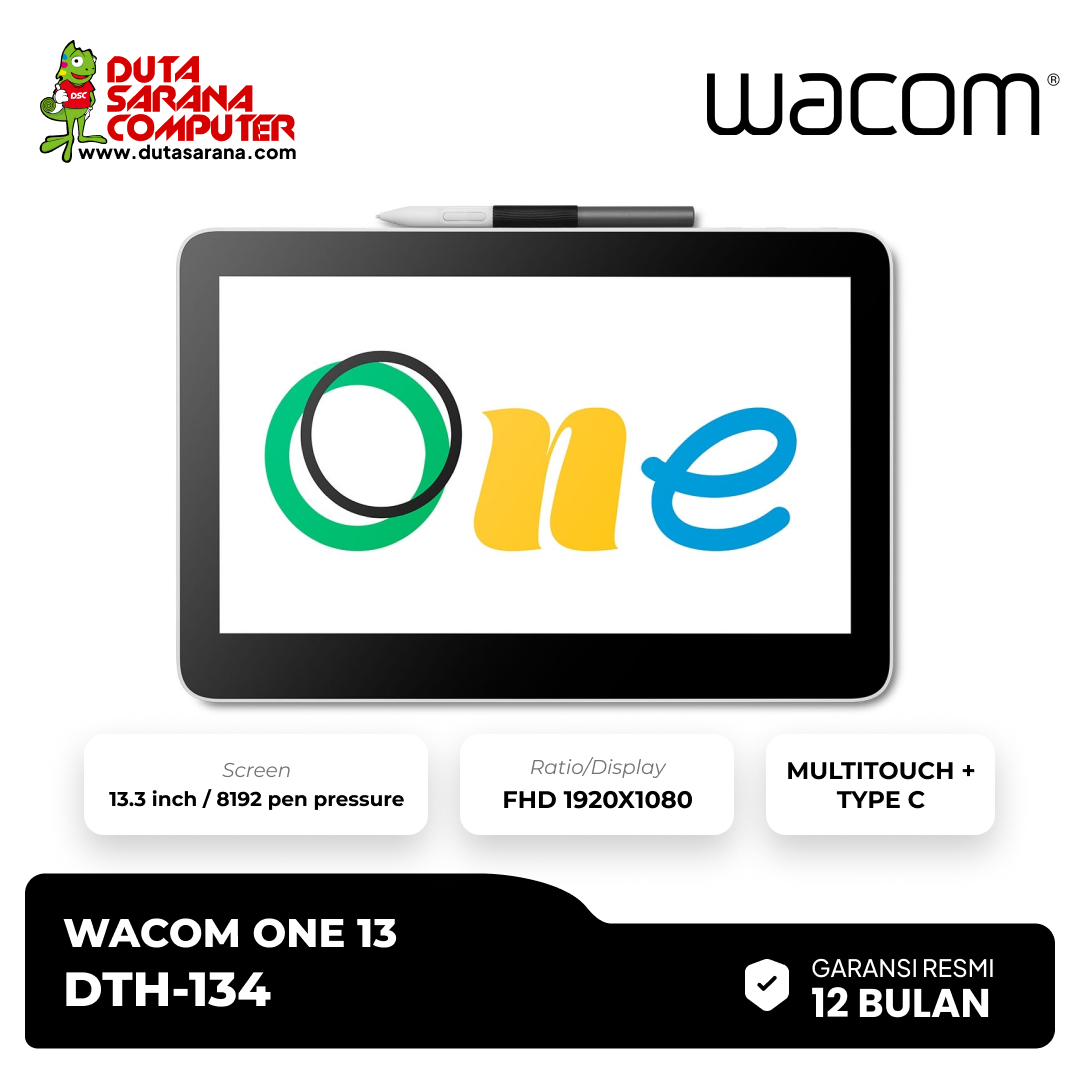 DUTA
SARANA
COMPUTER
DSC
www.dutasarana.com
wacom®
One
Screen
13.3 inch / 8192 pen pressure
Ratio/Display
FHD 1920X1080
MULTITOUCH +
TYPE C
WACOM ONE 13
DTH-134
GARANSI RESMI
12 BULAN